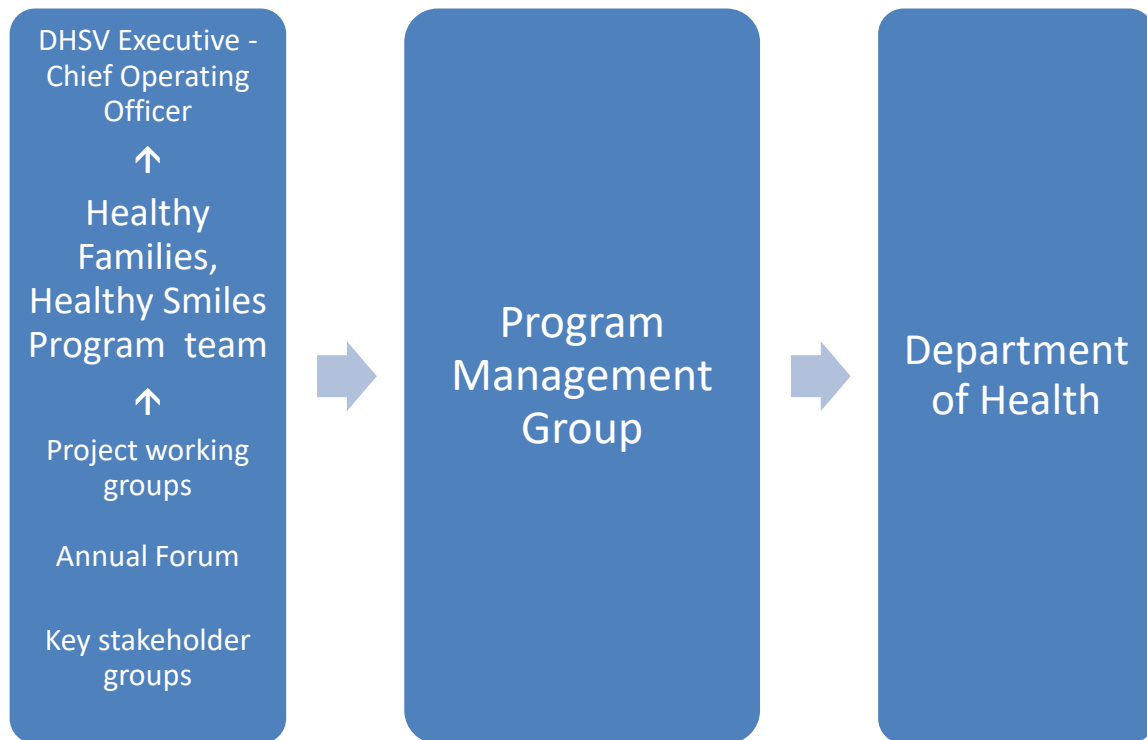 DHSV Executive -
Chief Operating
Officer
↑
Healthy
Families,
Healthy Smiles
Program  team
↑
Project working
groups
Annual Forum
Key stakeholder
groups
Program
Management
Group
Department
of Health